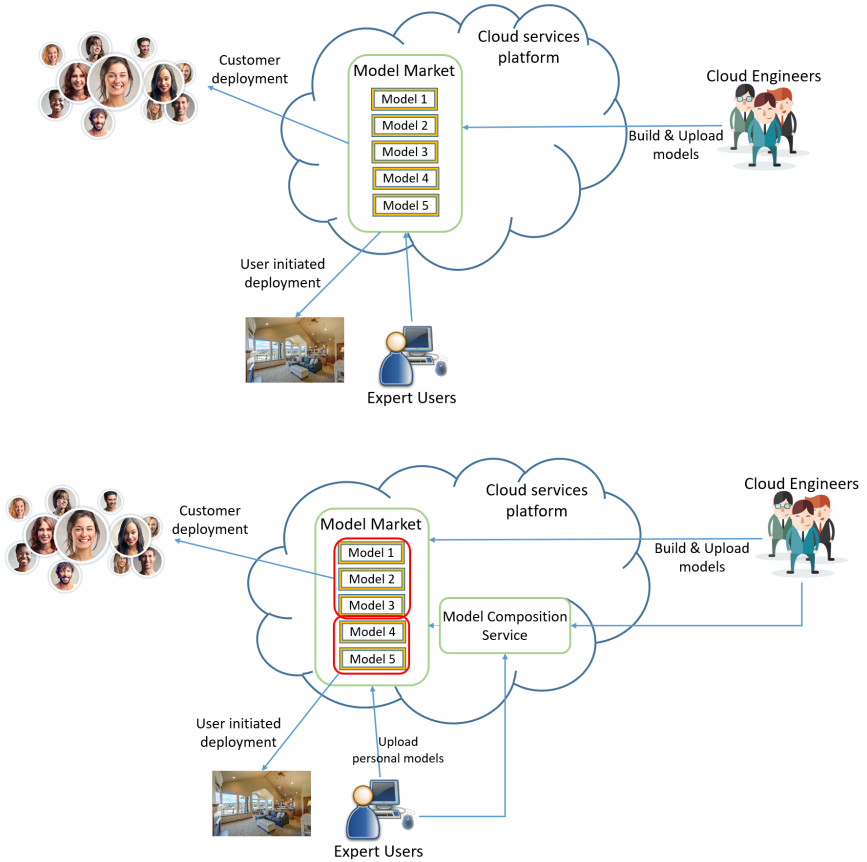 Cloud services
platform
Customer
deployment
Model Market
Cloud Engineers
Model 1
Model 2
Model 3
Model 4
Model 5
Build & Upload
models
User initiated
deployment
Expert Users
Cloud services
platform
Cloud Engineers
Customer
deployment
Model Market
Model 1
Model 2
Model 3
Model 4
Model 5
Build & Upload
models
Model Composition
Service
User initiated
deployment
Upload
personal models
Expert Users